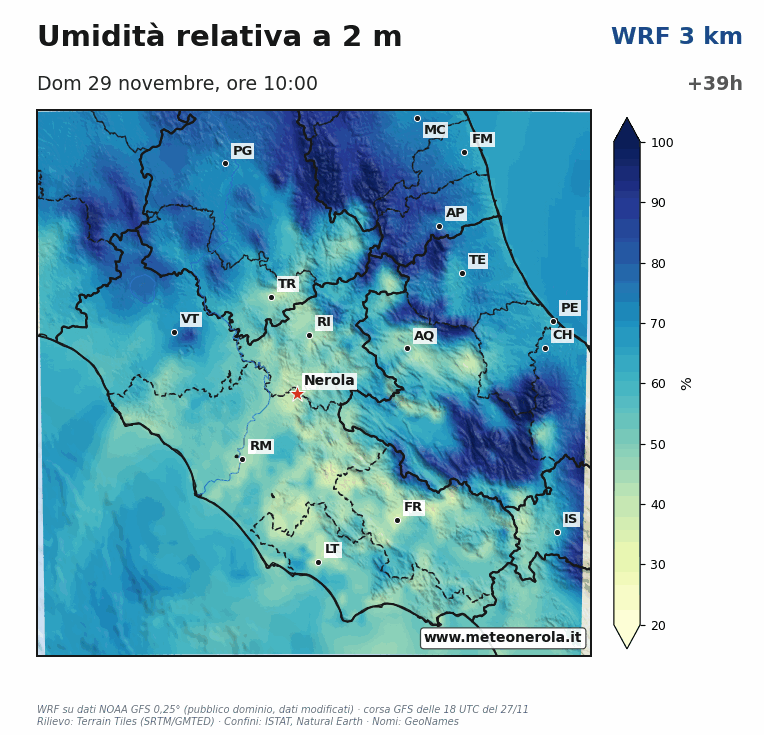 Umidità relativa a 2 m
WRF 3 km
Dom 29 novembre, ore 10:00
+39h
MC
FM
PG
AP
TE
TR
PE
VT
RI
CH
AQ
Nerola
RM
FR
IS
LT
www.meteonerola.it
100
90
80
70
60
50
40
30
20
%
WRF su dati NOAA GFS 0,25° (pubblico dominio, dati modificati) · corsa GFS delle 18 UTC del 27/11
Rilievo: Terrain Tiles (SRTM/GMTED) · Confini: ISTAT, Natural Earth · Nomi: GeoNames